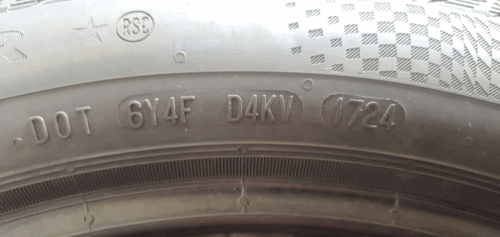 R RSC
.DOT 6Y4F D4KV 1724